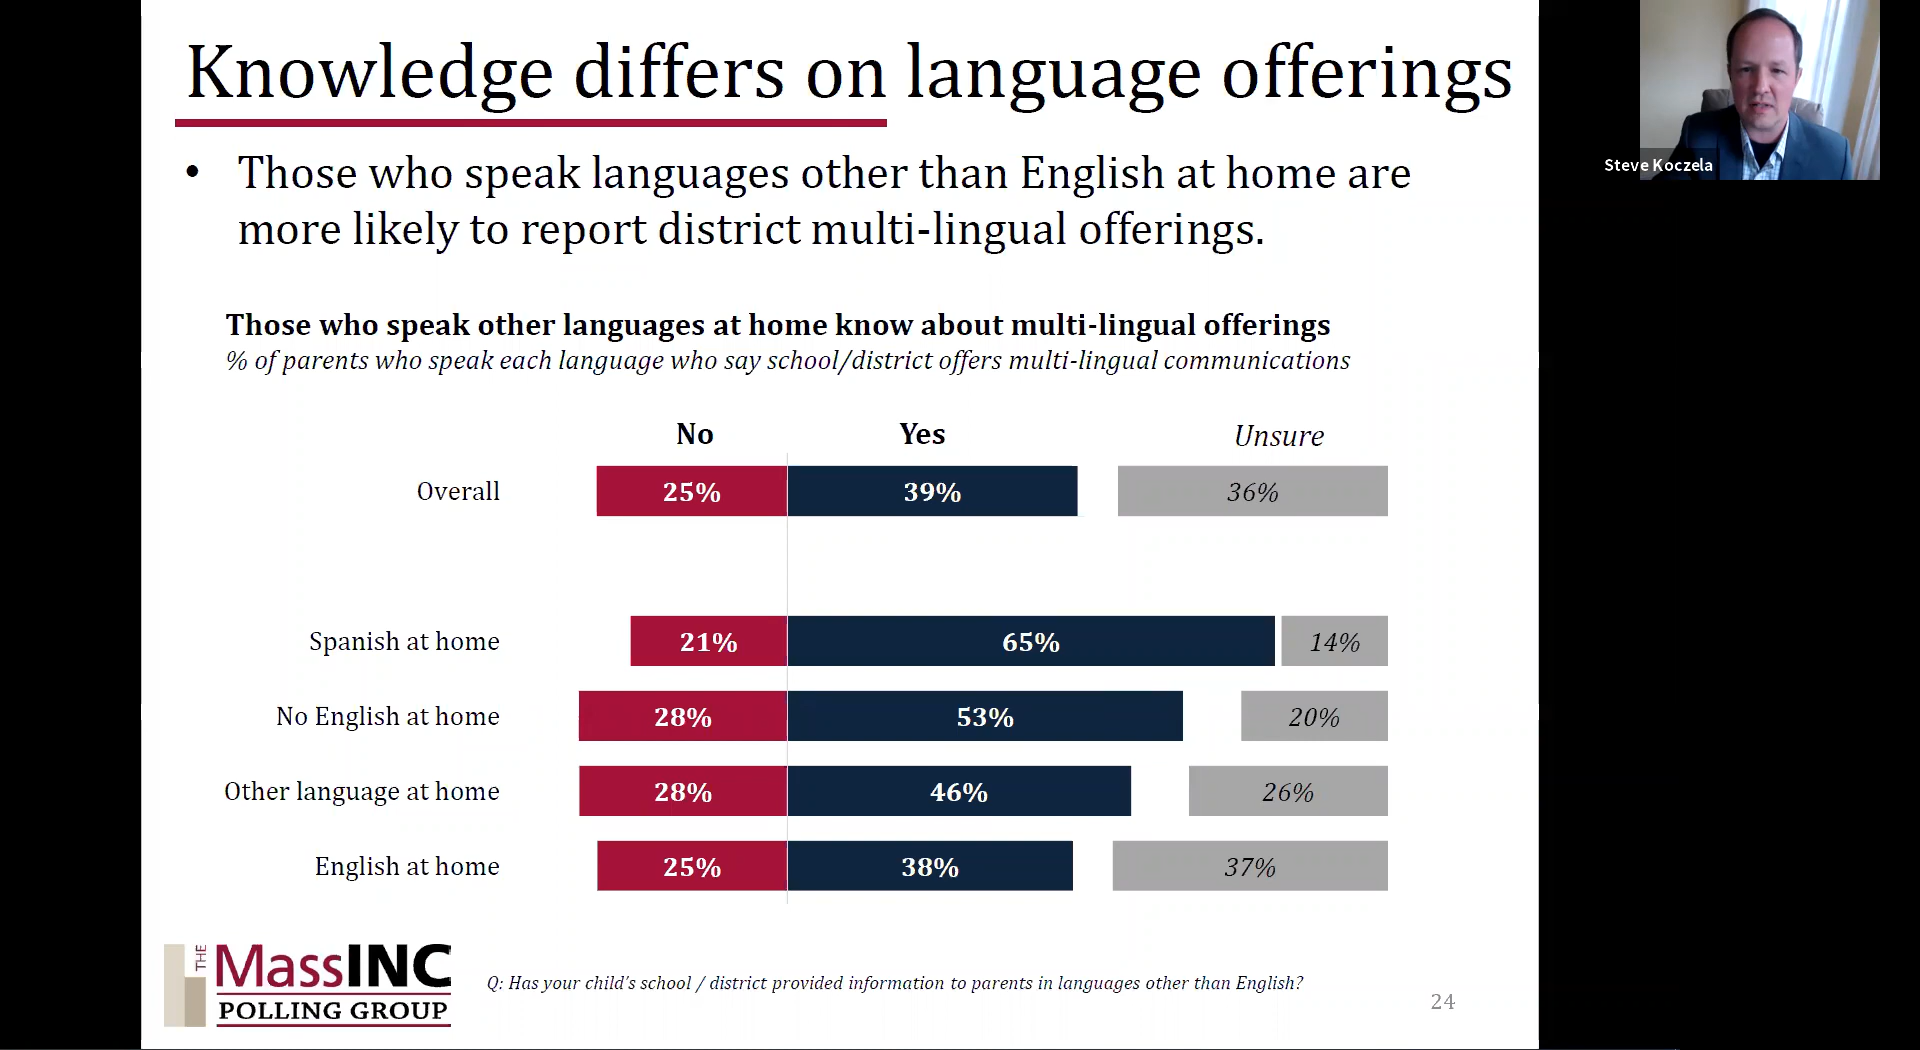 Knowledge differs on language offerings
Steve Koczela
• Those who speak languages other than English at home are
more likely to report district multi-lingual offerings.
Those who speak other languages at home know about multi-lingual offerings
% of parents who speak each language who say school/district offers multi-lingual communications
No Yes Unsure
Overall 25% 39% 36%
Spanish at home 21% 65% 14%
No English at home 28% 53% 20%
Other language at home 28% 46% 26%
English at home 25% 38% 37%
THE
MassINC
POLLING GROUP
Q: Has your child's school / district provided information to parents in languages other than English?
24